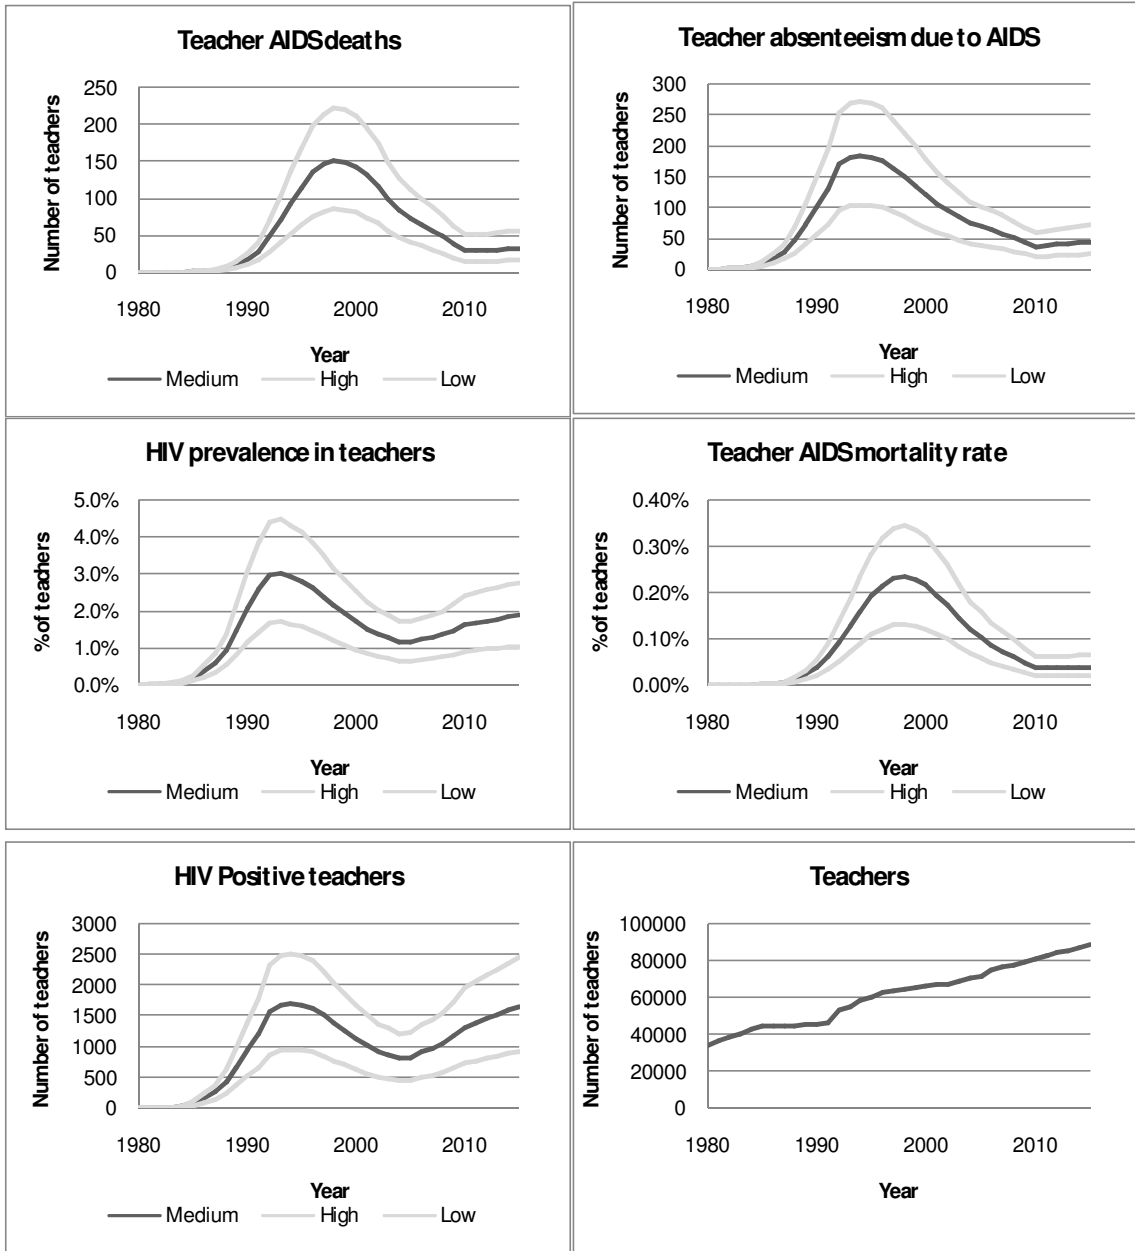 Teacher AIDS deaths
Number of teachers
250
200
150
100
50
0
1980 1990 2000 2010
Year
Medium High Low
Teacher absenteeism due to AIDS
Number of teachers
300
250
200
150
100
50
0
1980 1990 2000 2010
Year
Medium High Low
HIV prevalence in teachers
% of teachers
5.0%
4.0%
3.0%
2.0%
1.0%
0.0%
1980 1990 2000 2010
Year
Medium High Low
Teacher AIDS mortality rate
% of teachers
0.40%
0.30%
0.20%
0.10%
0.00%
1980 1990 2000 2010
Year
Medium High Low
HIV Positive teachers
Number of teachers
3000
2500
2000
1500
1000
500
0
1980 1990 2000 2010
Year
Medium High Low
Teachers
Number of teachers
100000
80000
60000
40000
20000
0
1980 1990 2000 2010
Year